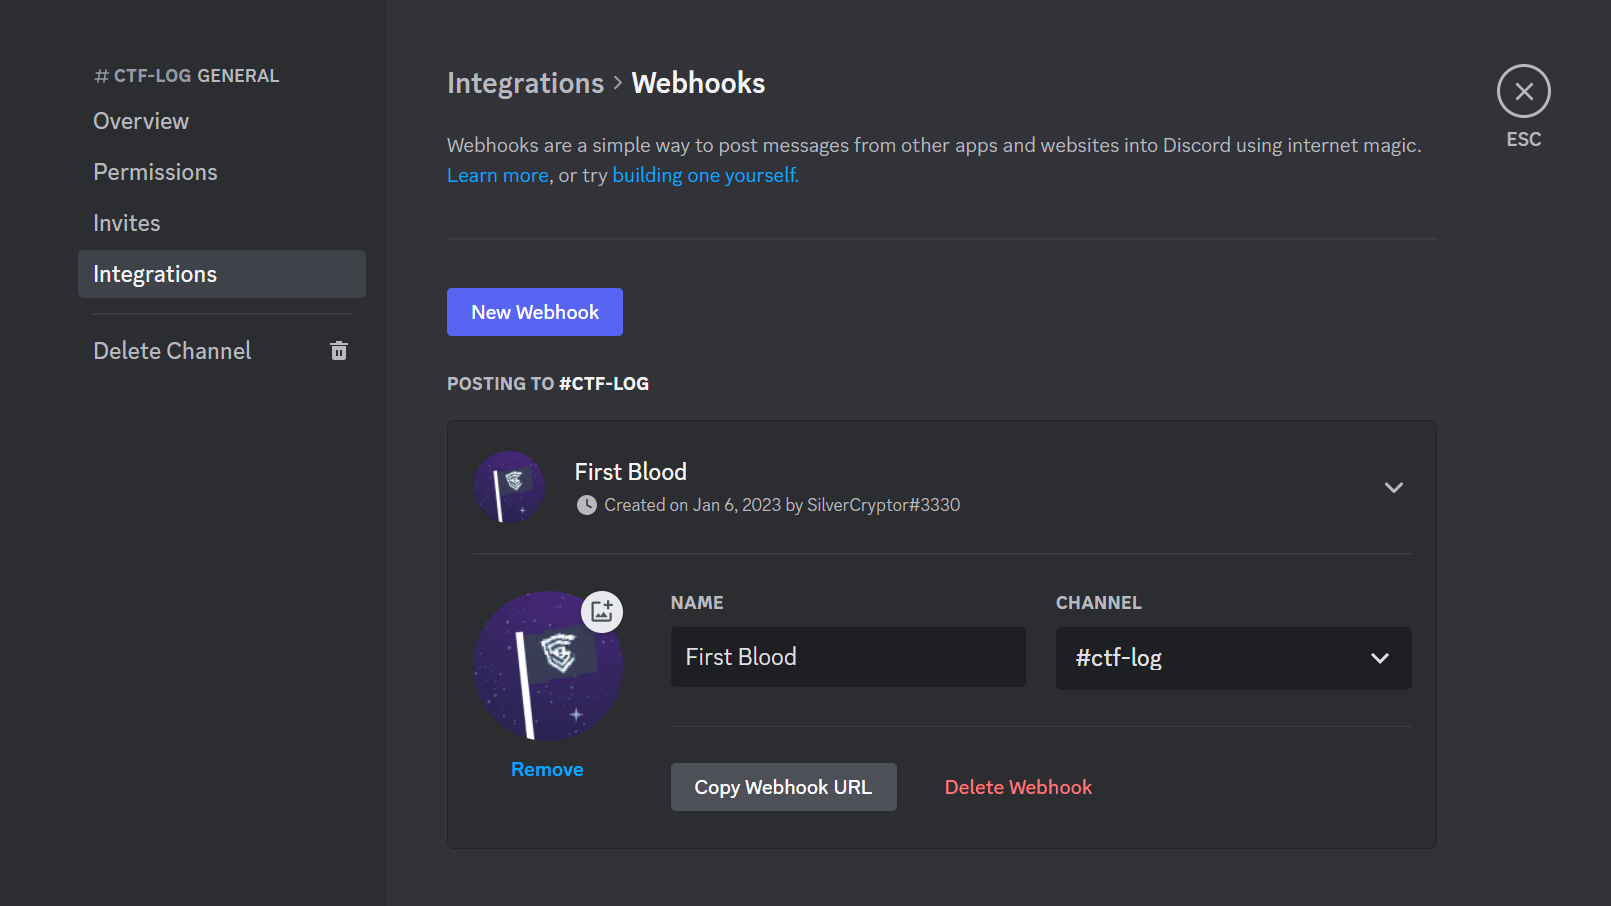 # CTF-LOG GENERAL
Overview
Permissions
Invites
Integrations
Delete Channel
Integrations > Webhooks
Webhooks are a simple way to post messages from other apps and websites into Discord using internet magic.
Learn more, or try building one yourself.
ESC
New Webhook
POSTING TO #CTF-LOG
First Blood
Created on Jan 6, 2023 by SilverCryptor#3330
NAME
First Blood
CHANNEL
#ctf-log
Remove
Copy Webhook URL
Delete Webhook